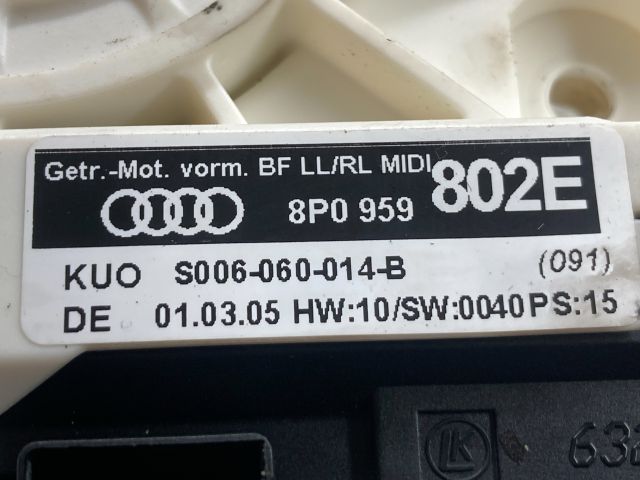 Getr.-Mot. vorm. BF LL/RL MIDI
8P0 959 802E
KUO S006-060-014-B (091)
DE 01.03.05 HW:10/SW:0040PS:15
LK